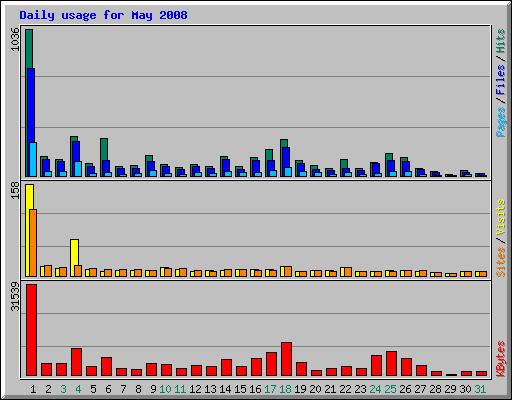 Daily usage for May 2008
1036
Pages / Files / Hits
158
Sites / Visits
31539
KBytes
1 2 3 4 5 6 7 8 9 10 11 12 13 14 15 16 17 18 19 20 21 22 23 24 25 26 27 28 29 30 31